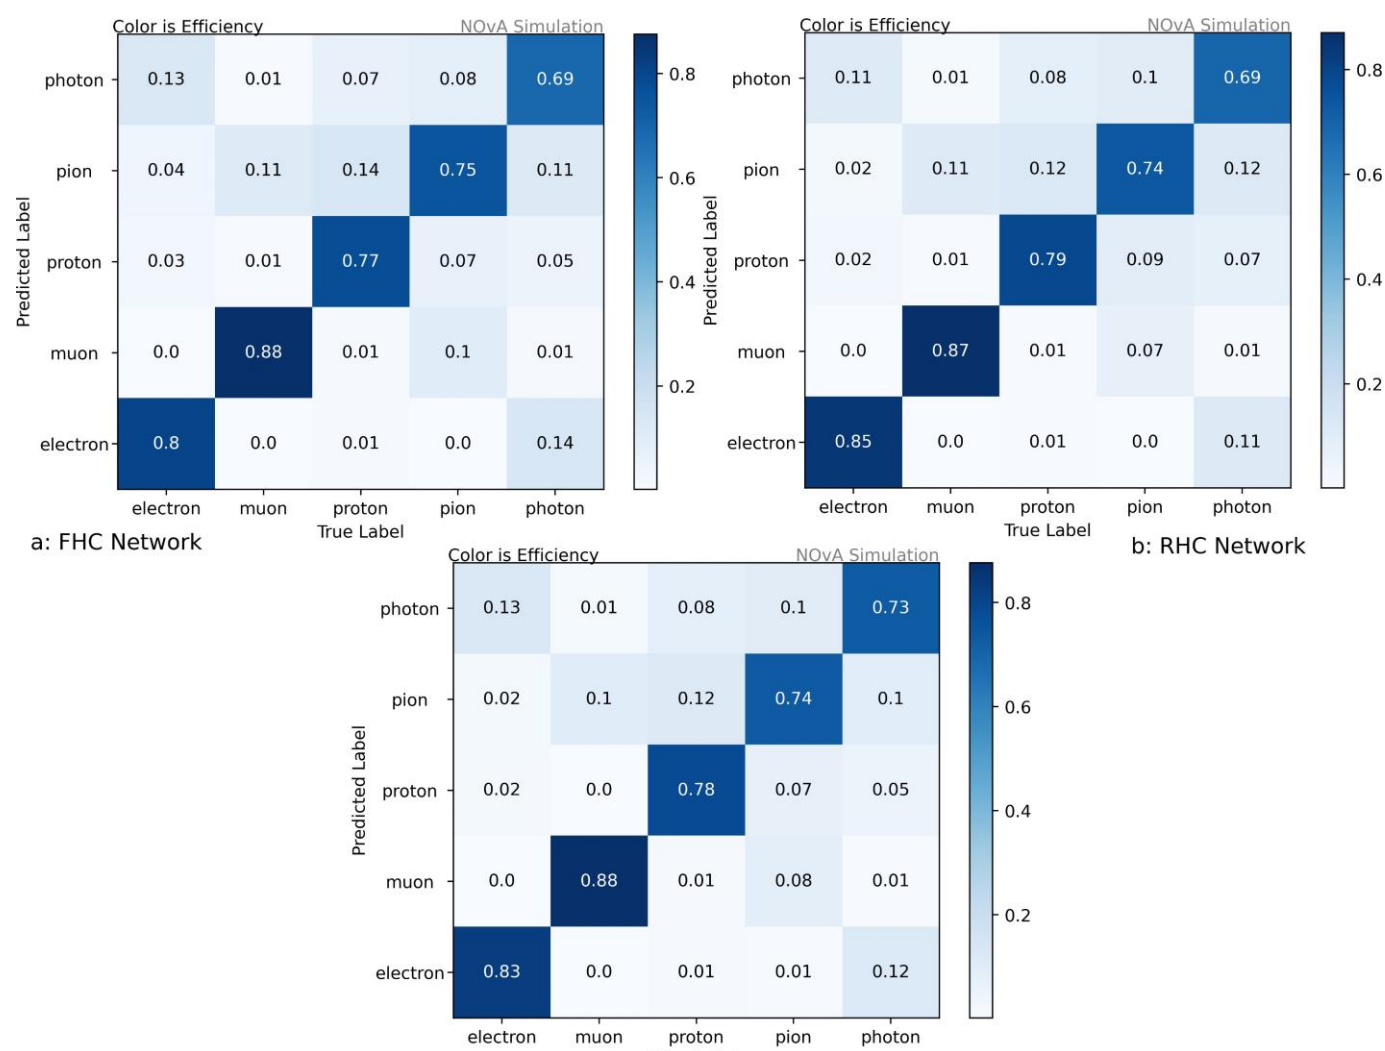 Color is Efficiency NOvA Simulation
photon 0.13 0.01 0.07 0.08 0.69
pion 0.04 0.11 0.14 0.75 0.11
proton 0.03 0.01 0.77 0.07 0.05
muon 0.0 0.88 0.01 0.1 0.01
electron 0.8 0.0 0.01 0.0 0.14
electron muon proton pion photon
True Label
Predicted Label
0.8
0.6
0.4
0.2
a: FHC Network
Color is Efficiency NOvA Simulation
photon 0.11 0.01 0.08 0.1 0.69
pion 0.02 0.11 0.12 0.74 0.12
proton 0.02 0.01 0.79 0.09 0.07
muon 0.0 0.87 0.01 0.07 0.01
electron 0.85 0.0 0.01 0.0 0.11
electron muon proton pion photon
True Label
Predicted Label
0.8
0.6
0.4
0.2
b: RHC Network
Color is Efficiency NOvA Simulation
photon 0.13 0.01 0.08 0.1 0.73
pion 0.02 0.1 0.12 0.74 0.1
proton 0.02 0.0 0.78 0.07 0.05
muon 0.0 0.88 0.01 0.08 0.01
electron 0.83 0.0 0.01 0.01 0.12
electron muon proton pion photon
Predicted Label
0.8
0.6
0.4
0.2